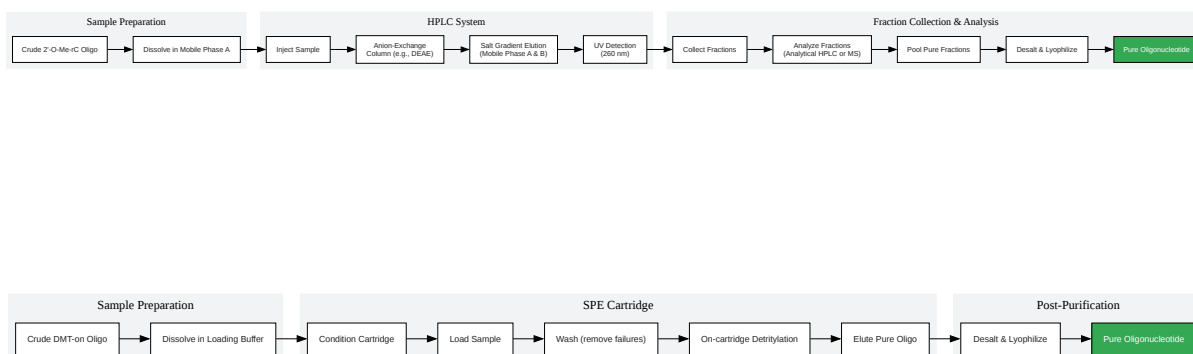 Sample Preparation
HPLC System
Fraction Collection & Analysis
Crude 2'-O-Me-rC Oligo
Dissolve in Mobile Phase A
Inject Sample
Anion-Exchange
Column (e.g., DEAE)
Salt Gradient Elution
(Mobile Phase A & B)
UV Detection
(260 nm)
Collect Fractions
Analyze Fractions
(Analytical HPLC or MS)
Pool Pure Fractions
Desalt & Lyophilize
Pure Oligonucleotide
Sample Preparation
SPE Cartridge
Post-Purification
Crude DMT-on Oligo
Dissolve in Loading Buffer
Condition Cartridge
Load Sample
Wash (remove failures)
On-cartridge Detritylation
Elute Pure Oligo
Desalt & Lyophilize
Pure Oligonucleotide